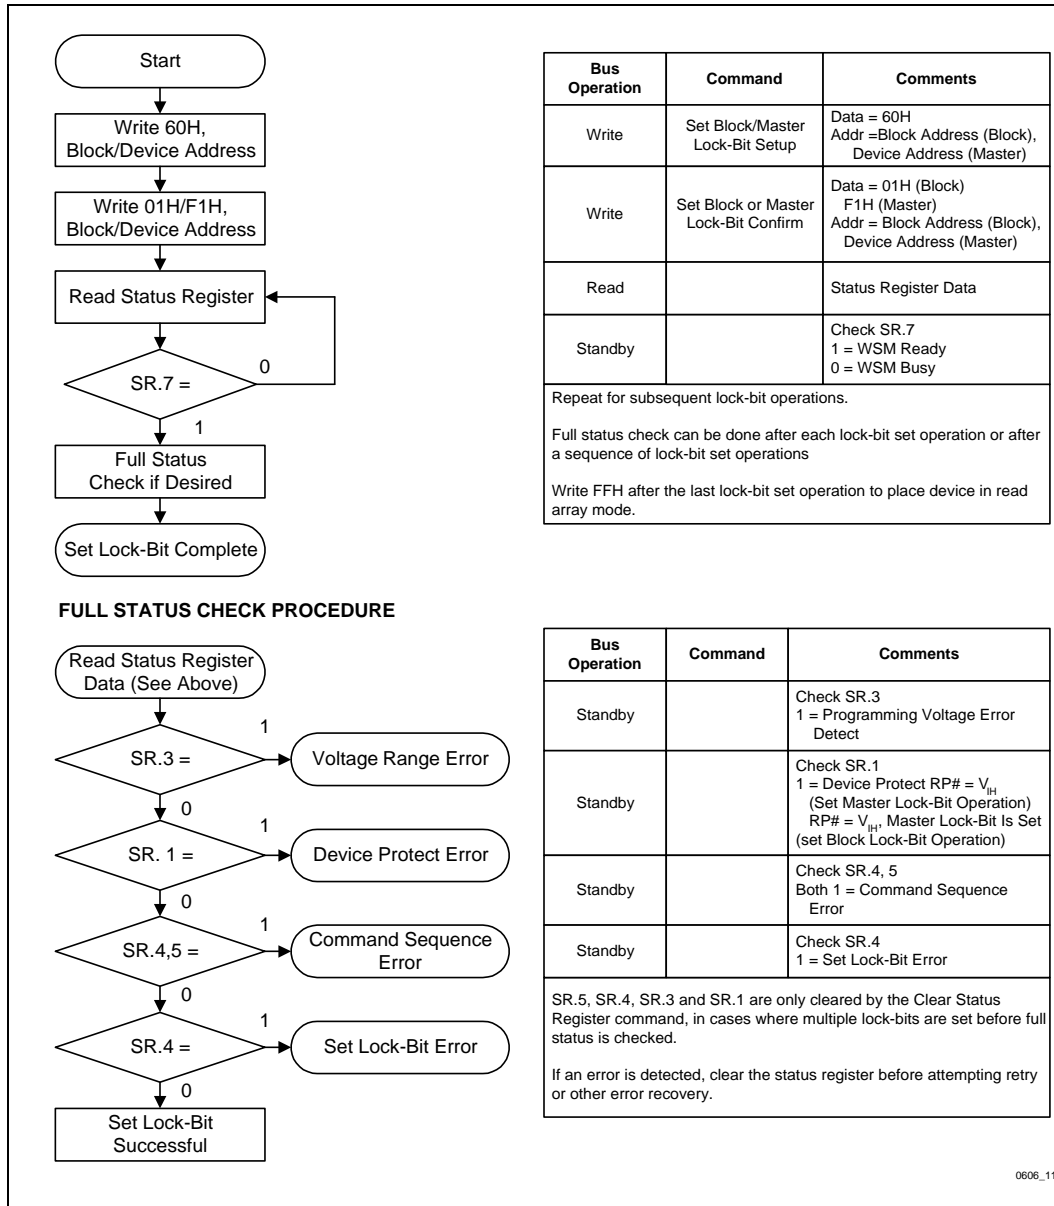 Start
Write 60H,
Block/Device Address
Write 01H/F1H,
Block/Device Address
Read Status Register
SR.7 =
0
1
Full Status
Check if Desired
Set Lock-Bit Complete
Bus
Operation
Command
Comments
Write
Set Block/Master
Lock-Bit Setup
Data = 60H
Addr =Block Address (Block),
Device Address (Master)
Write
Set Block or Master
Lock-Bit Confirm
Data = 01H (Block)
F1H (Master)
Addr = Block Address (Block),
Device Address (Master)
Read
Status Register Data
Standby
Check SR.7
1 = WSM Ready
0 = WSM Busy
Repeat for subsequent lock-bit operations.
Full status check can be done after each lock-bit set operation or after
a sequence of lock-bit set operations
Write FFH after the last lock-bit set operation to place device in read
array mode.
FULL STATUS CHECK PROCEDURE
Read Status Register
Data (See Above)
SR.3 =
1
Voltage Range Error
0
SR. 1 =
1
Device Protect Error
0
SR.4,5 =
1
Command Sequence
Error
0
SR.4 =
1
Set Lock-Bit Error
0
Set Lock-Bit
Successful
Bus
Operation
Command
Comments
Standby
Check SR.3
1 = Programming Voltage Error
Detect
Standby
Check SR.1
1 = Device Protect RP# = VIH
(Set Master Lock-Bit Operation)
RP# = VIH, Master Lock-Bit Is Set
(set Block Lock-Bit Operation)
Standby
Check SR.4, 5
Both 1 = Command Sequence
Error
Standby
Check SR.4
1 = Set Lock-Bit Error
SR.5, SR.4, SR.3 and SR.1 are only cleared by the Clear Status
Register command, in cases where multiple lock-bits are set before full
status is checked.
If an error is detected, clear the status register before attempting retry
or other error recovery.
0606_11